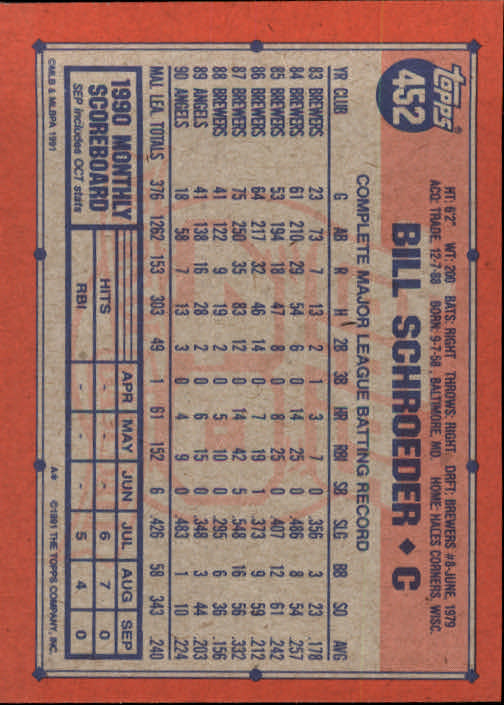 Topps®
452
BILL SCHROEDER ◆ C
HT: 6'2" WT: 200 BATS: RIGHT THROWS: RIGHT DRFT: BREWERS #8-JUNE, 1979
ACQ: TRADE, 12-7-88 BORN: 9-7-58, BALTIMORE, MD. HOME: HALES CORNERS, WISC.
COMPLETE MAJOR LEAGUE BATTING RECORD
YR CLUB G AB R H 2B 3B HR RBI SB SLG BB SO AVG
83 BREWERS 23 73 7 13 2 1 3 7 0 .356 3 23 .178
84 BREWERS 61 210 29 54 6 0 14 25 0 .486 8 54 .257
85 BREWERS 53 194 18 47 8 0 8 25 0 .407 12 61 .242
86 BREWERS 64 217 32 46 14 0 7 19 1 .373 9 59 .212
87 BREWERS 75 250 35 83 12 0 14 42 5 .548 16 56 .332
88 BREWERS 41 122 9 19 2 0 5 10 0 .295 6 36 .156
89 ANGELS 41 138 16 28 2 0 6 15 0 .348 3 44 .203
90 ANGELS 18 58 7 13 3 0 4 9 0 .483 1 10 .224
MAJ. LEA. TOTALS 376 1262 153 303 49 1 61 152 6 .426 58 343 .240
1990 MONTHLY
SCOREBOARD
SEP includes OCT stats
APR MAY JUN JUL AUG SEP
HITS - - - 6 7 0
RBI - - - 5 4 0
©MLB & MLBPA 1991
A* ©1991 THE TOPPS COMPANY, INC.